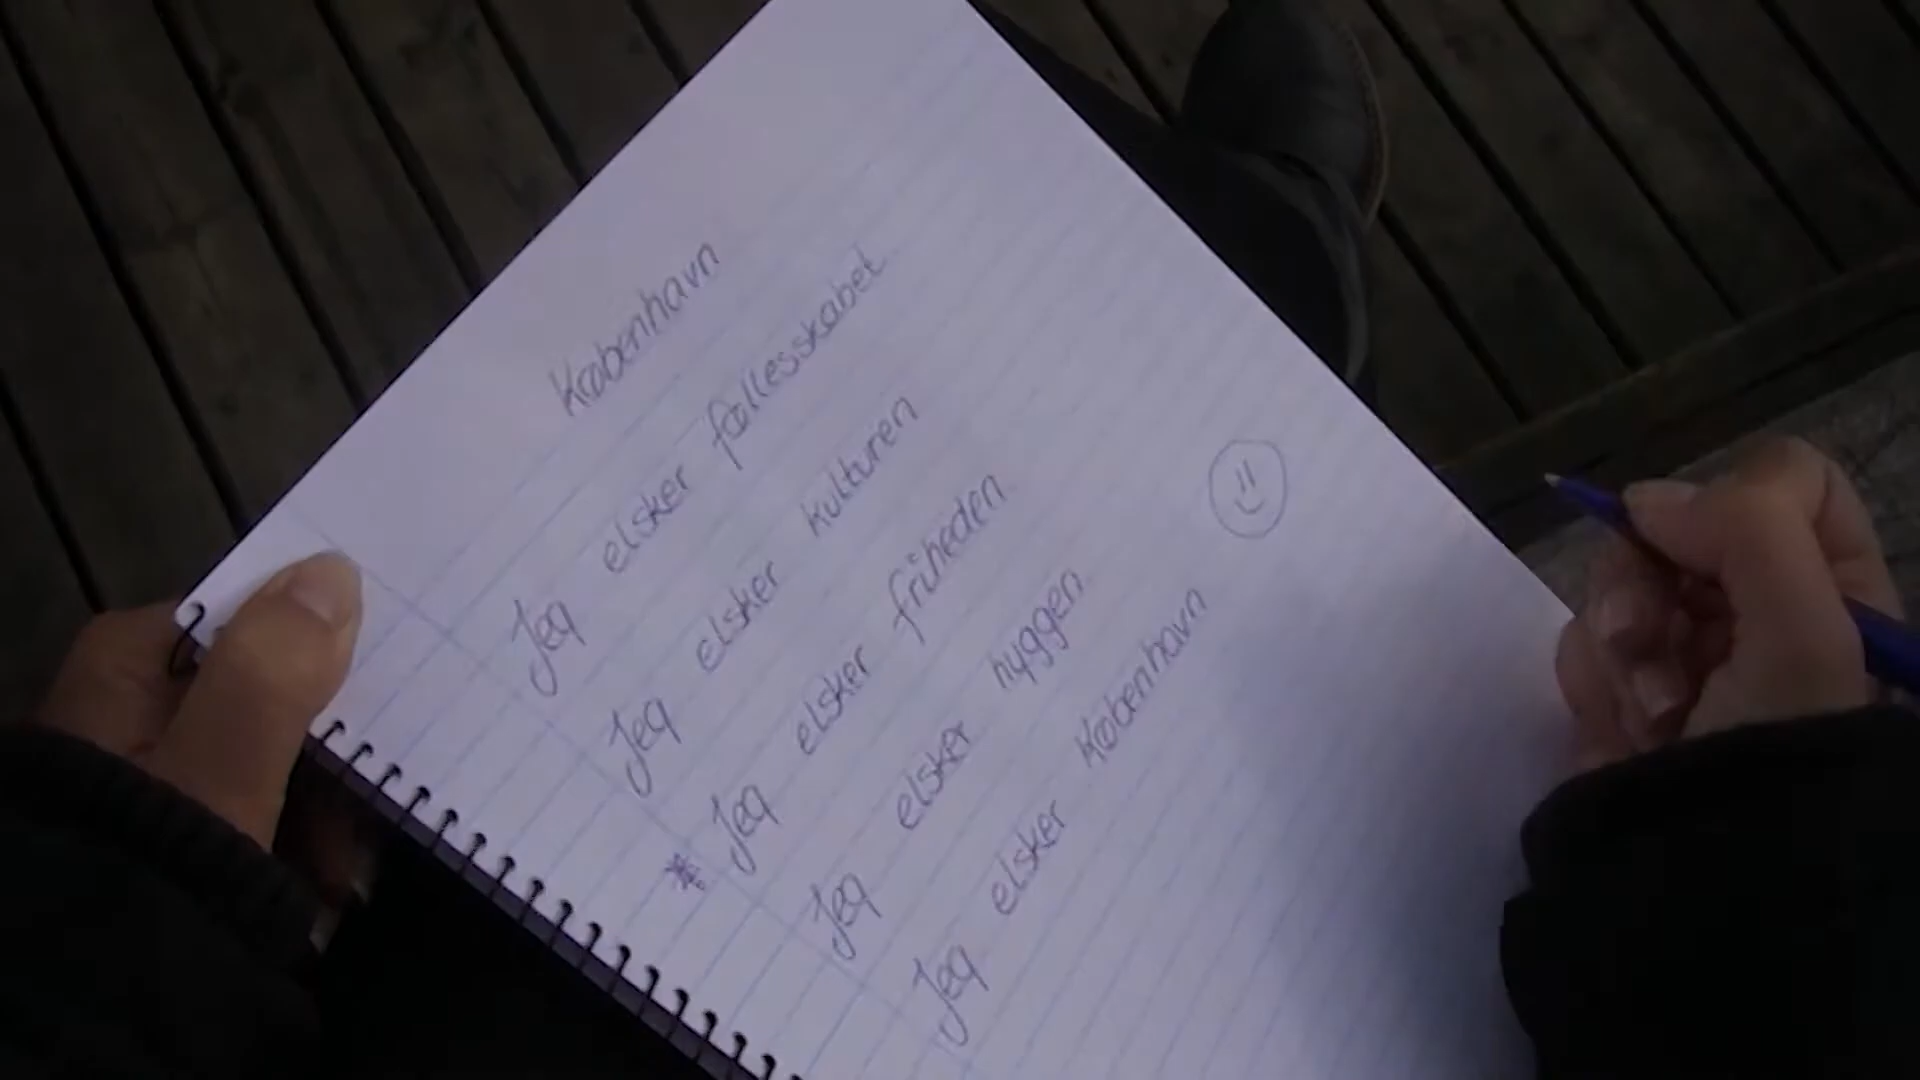 København
Jeg elsker fællesskabet
Jeg elsker kulturen
* Jeg elsker friheden
Jeg elsker hyggen
Jeg elsker København